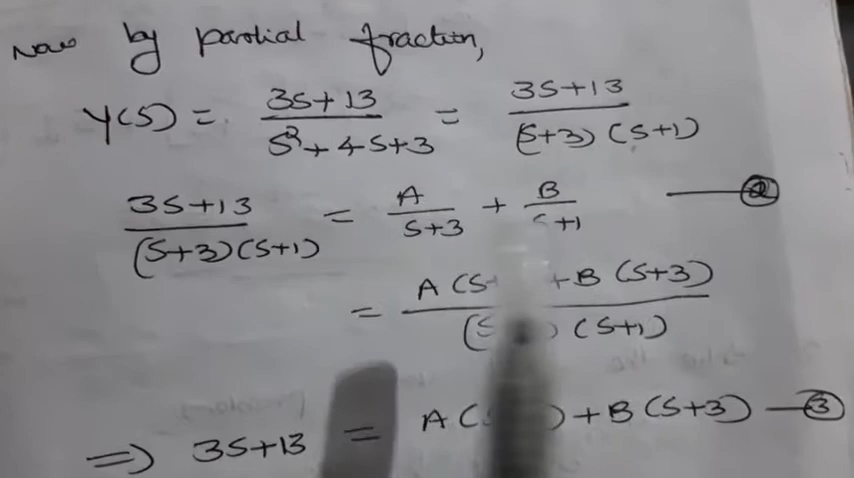 Now by partial fraction,
Y(S) = 3S+13 / S²+4S+3 = 3S+13 / (S+3)(S+1)
3S+13 / (S+3)(S+1) = A / S+3 + B / S+1 — ②
= A(S+ +B(S+3) / (S ) (S+1)
⇒ 3S+13 = A( ) + B(S+3) — ③